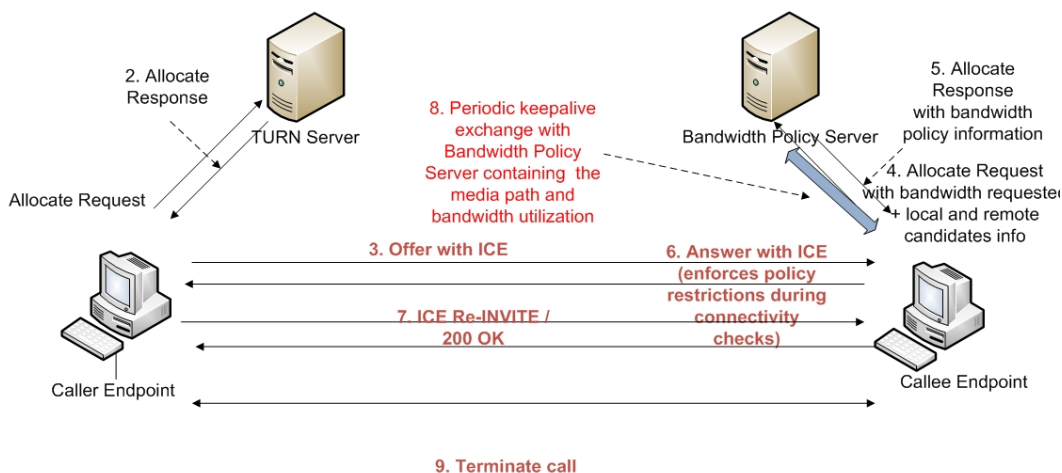 2. Allocate
Response
TURN Server
Allocate Request
8. Periodic keepalive
exchange with
Bandwidth Policy
Server containing the
media path and
bandwidth utilization
Bandwidth Policy Server
5. Allocate
Response
with bandwidth
policy information
4. Allocate Request
with bandwidth requested
+ local and remote
candidates info
3. Offer with ICE
6. Answer with ICE
(enforces policy
restrictions during
connectivity
checks)
7. ICE Re-INVITE /
200 OK
Caller Endpoint
Callee Endpoint
9. Terminate call